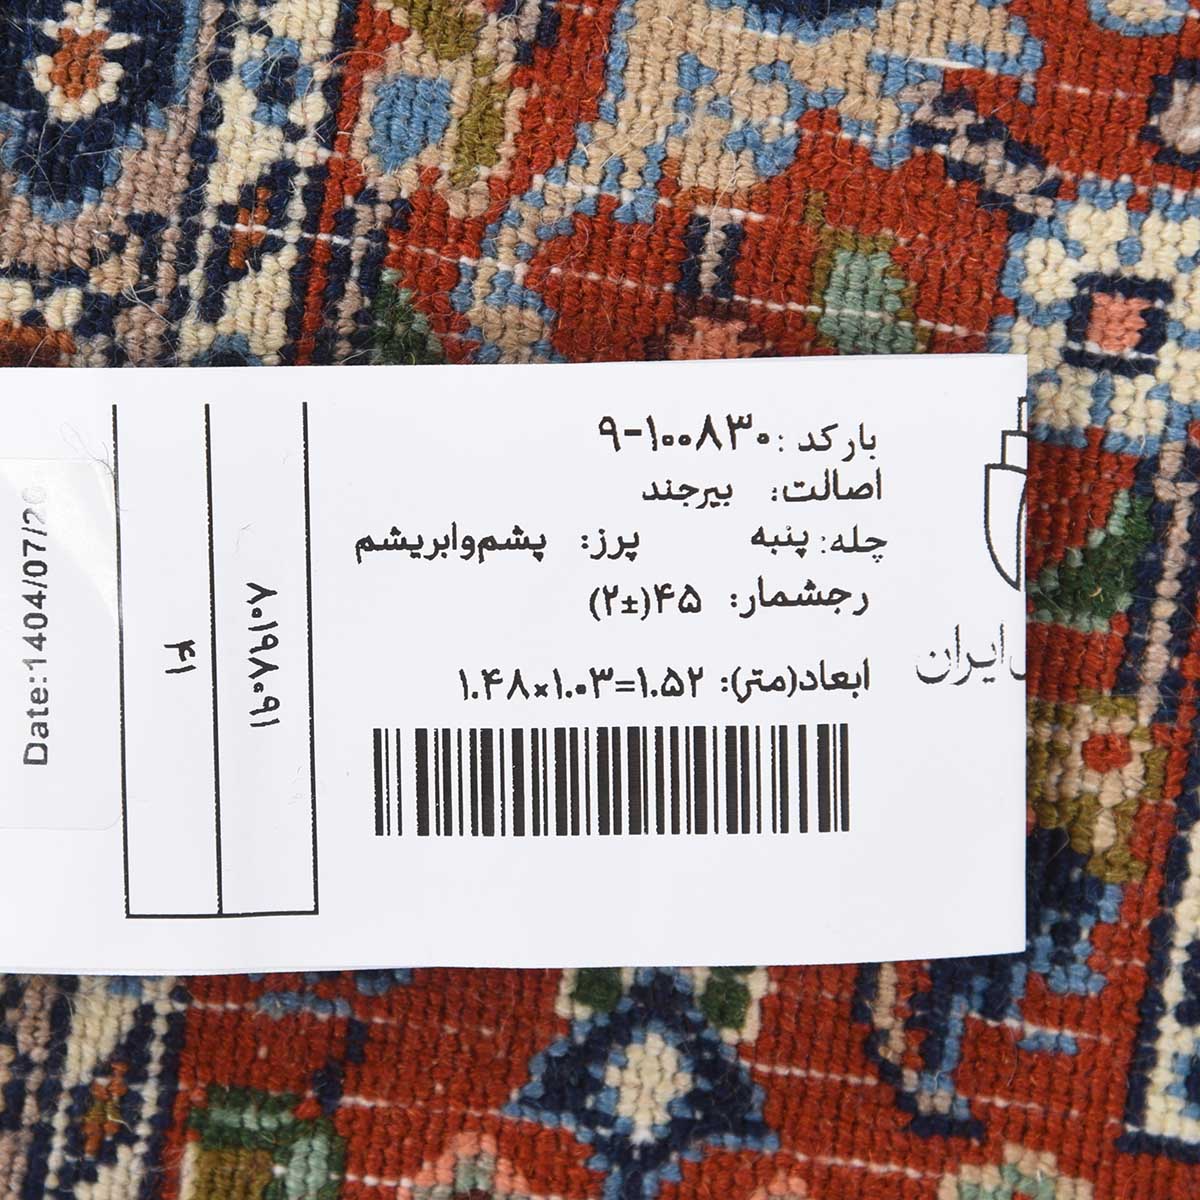 بارکد: ۹-۱۰۰۸۳۰
اصالت: بیرجند
چله: پنبه پرز: پشم‌وابریشم
رجشمار: ۴۵(±۲)
ابعاد(متر): ۱.۴۸×۱.۰۳=۱.۵۲
ایران
۸۰۱۹۸۰۹۱
۴۱
Date:1404/07/26